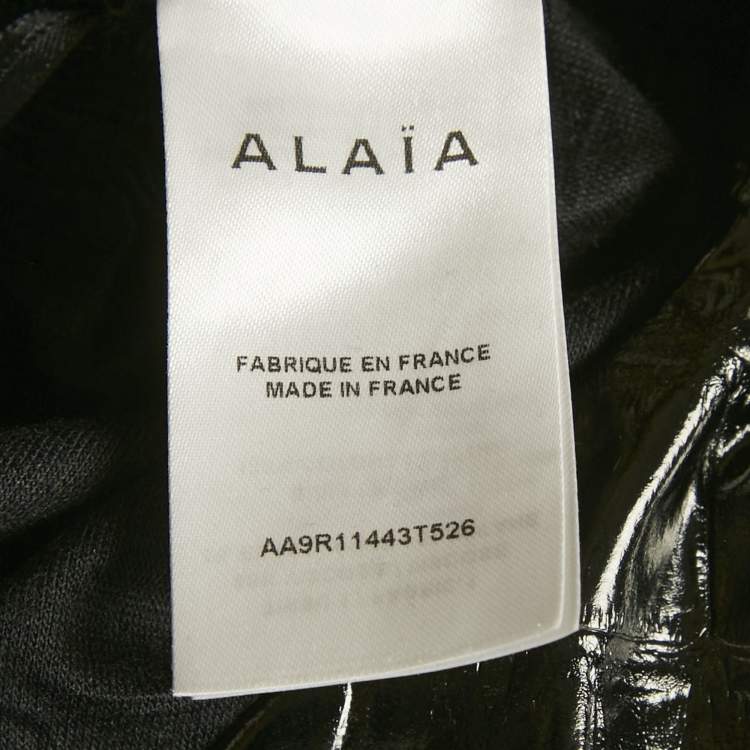 ALAÏA
FABRIQUE EN FRANCE
MADE IN FRANCE
AA9R11443T526